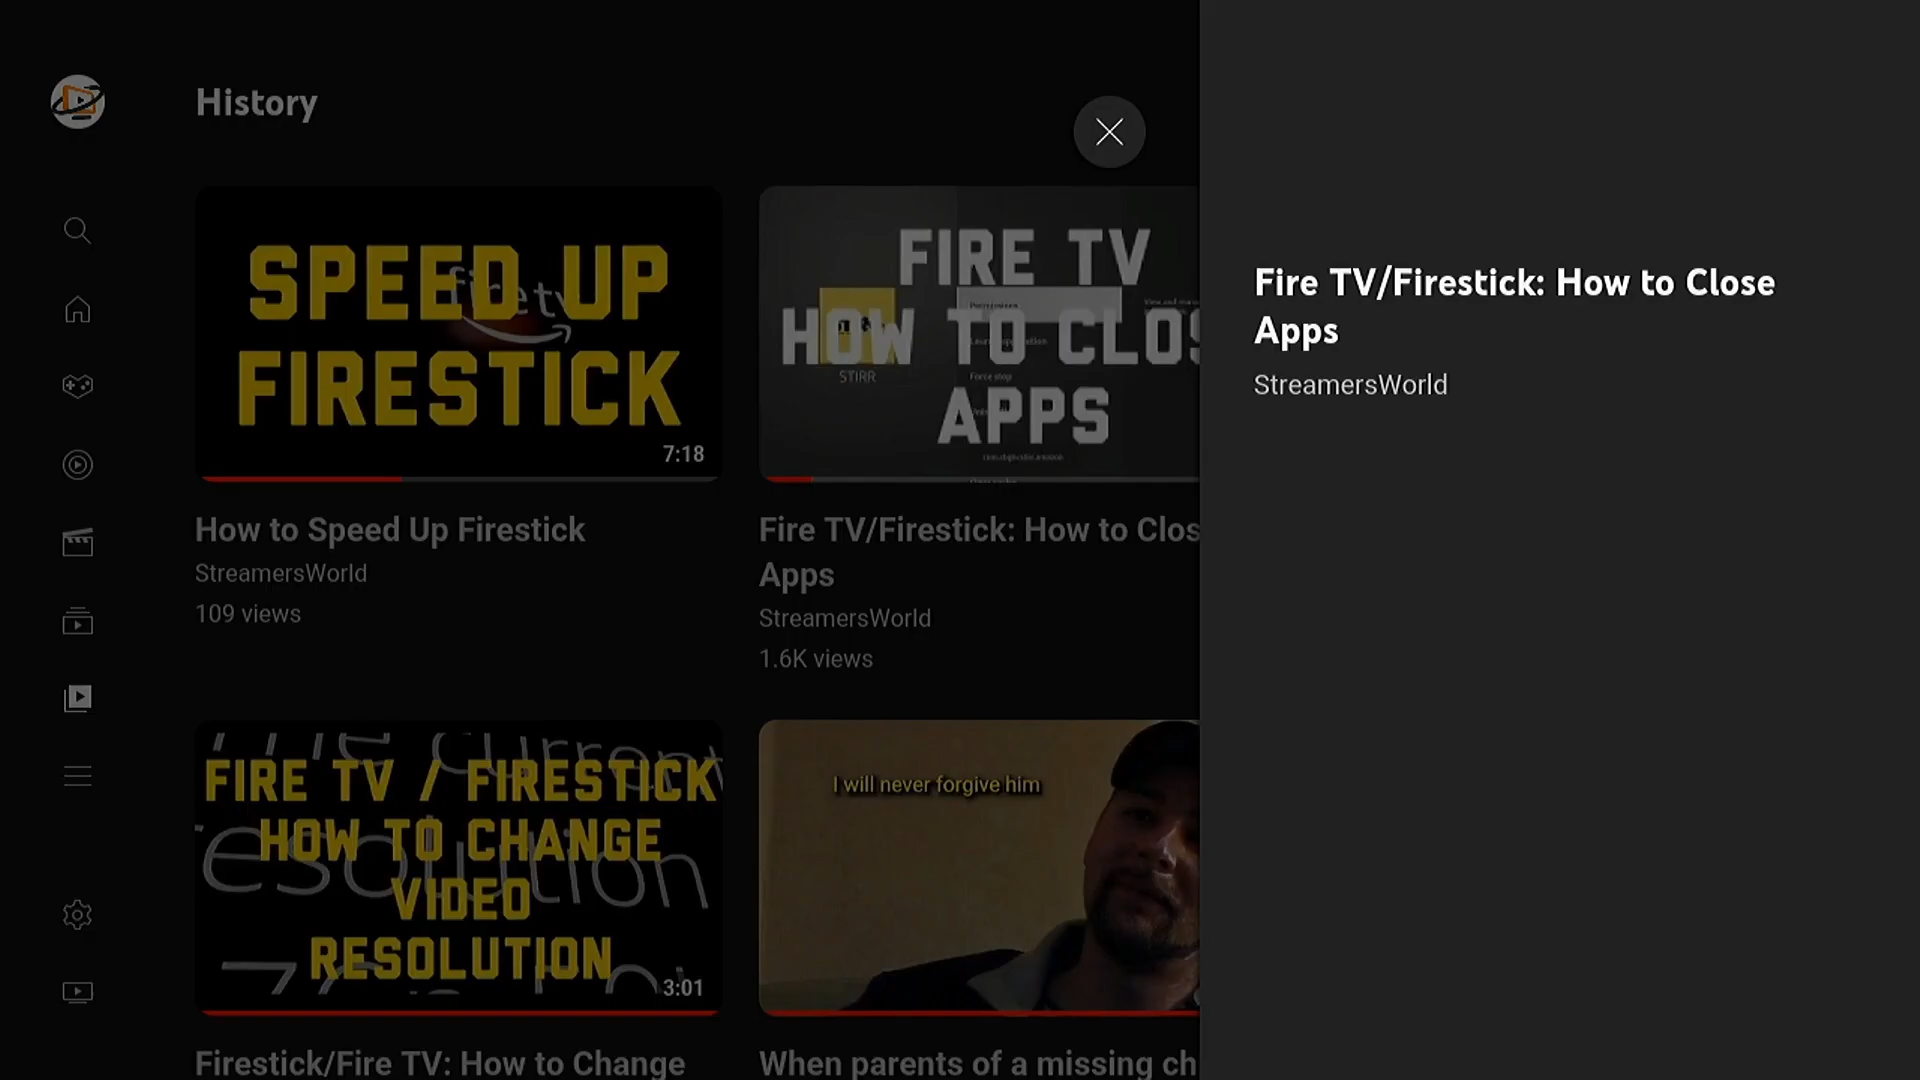 History
SPEED UP
FIRESTICK
7:18
How to Speed Up Firestick
StreamersWorld
109 views
FIRE TV
HOW TO CLOS
APPS
STIRR
Force stop
Fire TV/Firestick: How to Clos
Apps
StreamersWorld
1.6K views
FIRE TV / FIRESTICK
HOW TO CHANGE
VIDEO
RESOLUTION
3:01
Firestick/Fire TV: How to Change
I will never forgive him
When parents of a missing ch
Fire TV/Firestick: How to Close
Apps
StreamersWorld